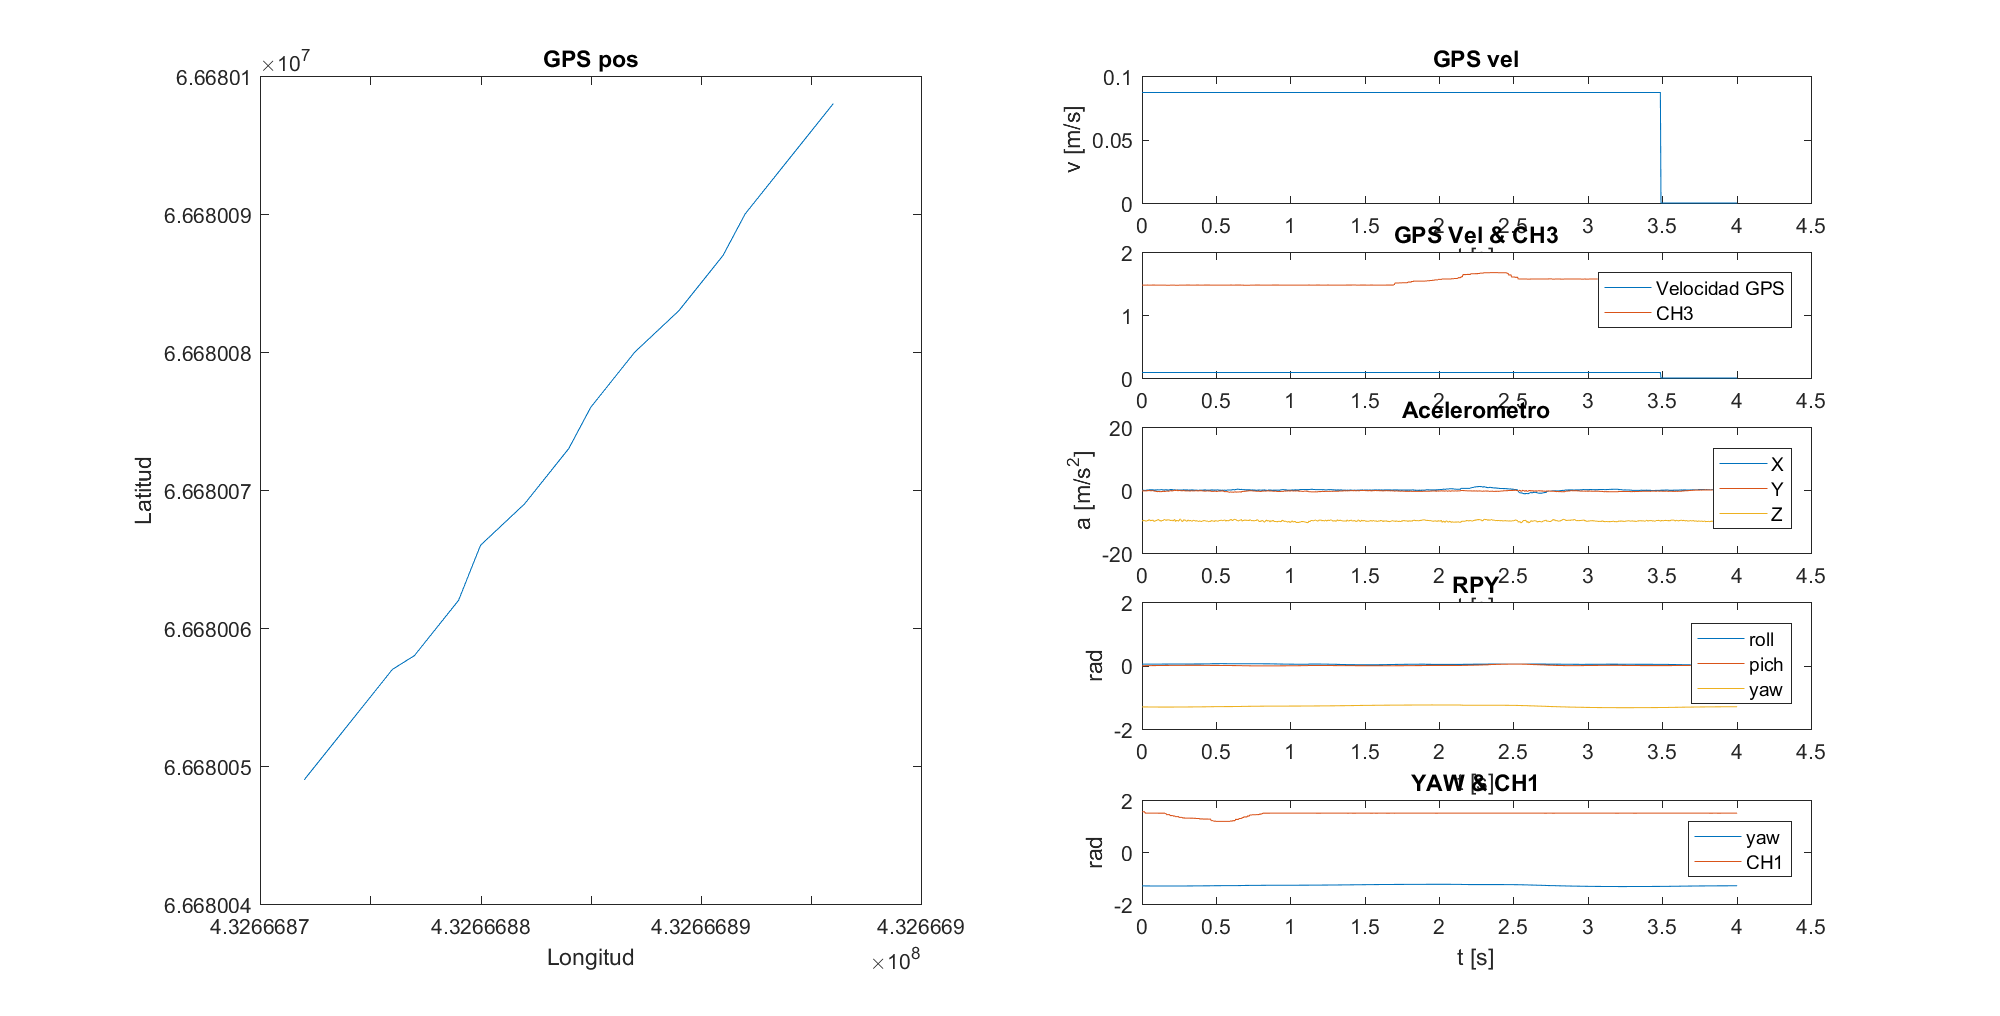 GPS pos
×10⁷
6.66801
6.668009
6.668008
6.668007
6.668006
6.668005
6.668004
Latitud
4.3266687
4.3266688
4.3266689
4.326669
Longitud
×10⁸
GPS vel
0.1
0.05
0
v [m/s]
0 0.5 1 1.5 2 2.5 3 3.5 4 4.5
t [s]
GPS Vel & CH3
2
1
0
Velocidad GPS
CH3
0 0.5 1 1.5 2 2.5 3 3.5 4 4.5
Acelerometro
20
0
-20
a [m/s²]
X
Y
Z
0 0.5 1 1.5 2 2.5 3 3.5 4 4.5
t [s]
RPY
2
0
-2
rad
roll
pich
yaw
0 0.5 1 1.5 2 2.5 3 3.5 4 4.5
t [s]
YAW & CH1
2
0
-2
rad
yaw
CH1
0 0.5 1 1.5 2 2.5 3 3.5 4 4.5
t [s]